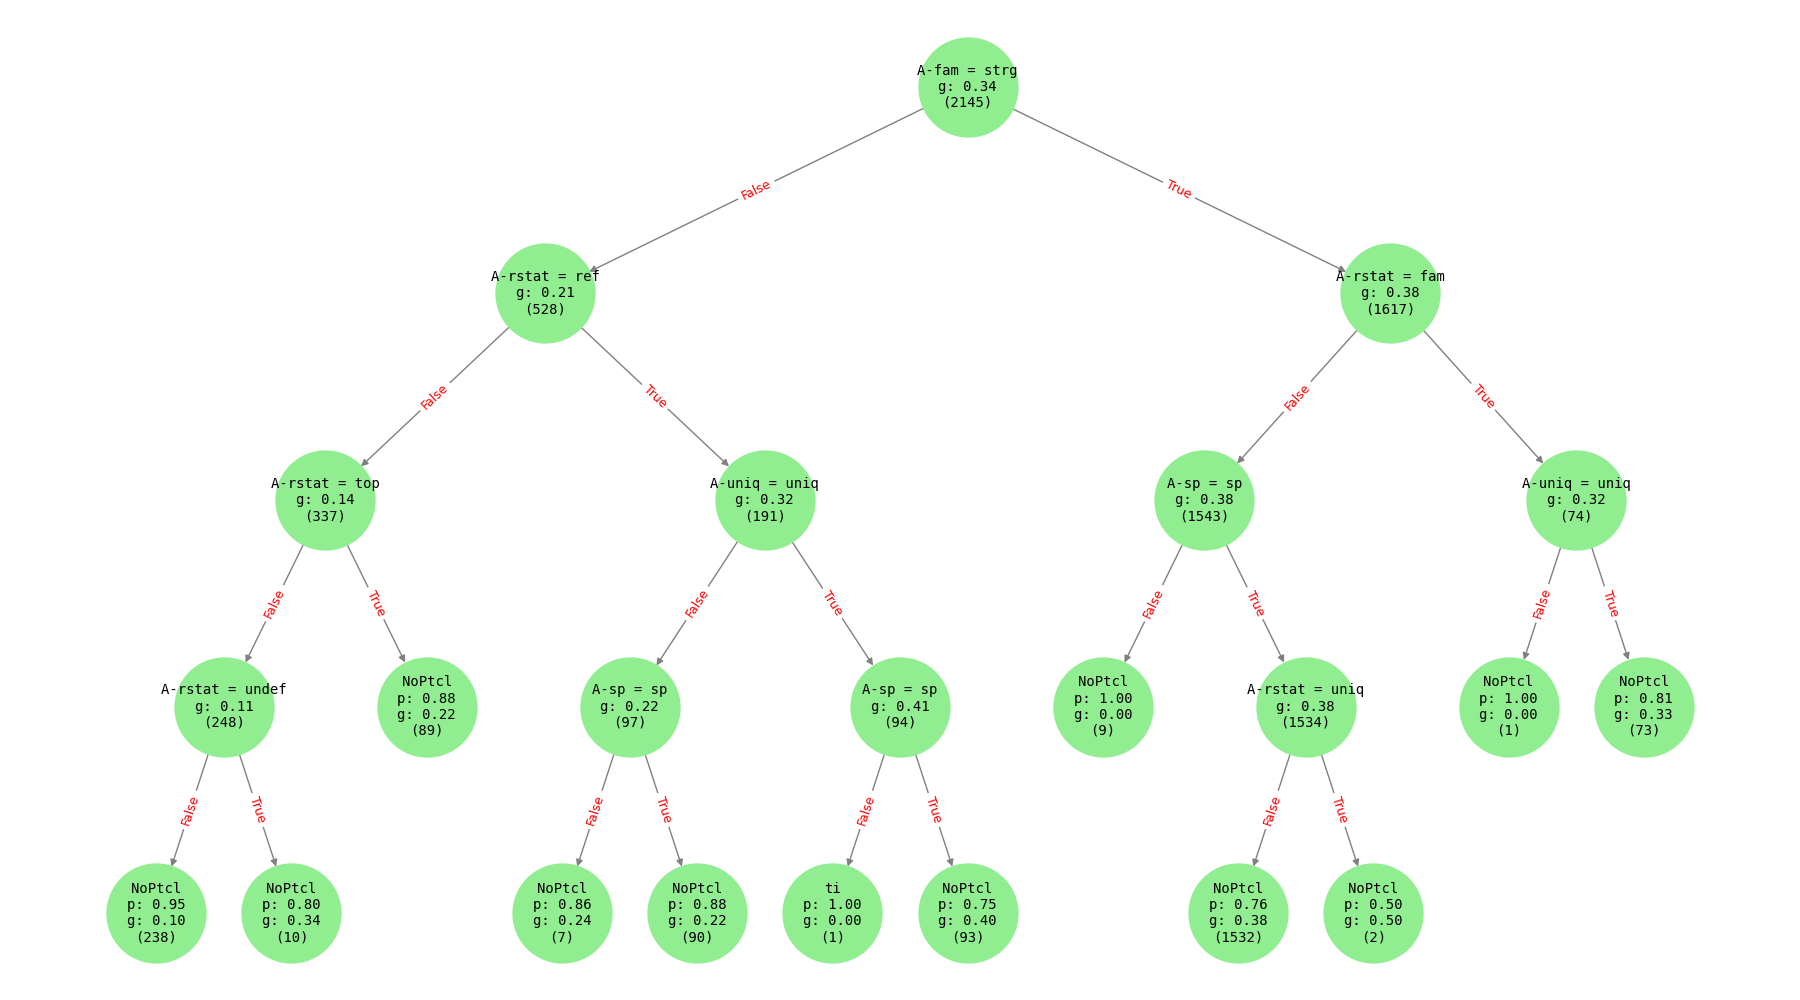 A-fam = strg
g: 0.34
(2145)
False
True
A-rstat = ref
g: 0.21
(528)
A-rstat = fam
g: 0.38
(1617)
False
True
False
True
A-rstat = top
g: 0.14
(337)
A-uniq = uniq
g: 0.32
(191)
A-sp = sp
g: 0.38
(1543)
A-uniq = uniq
g: 0.32
(74)
False
True
False
True
False
True
False
True
A-rstat = undef
g: 0.11
(248)
NoPtcl
p: 0.88
g: 0.22
(89)
A-sp = sp
g: 0.22
(97)
A-sp = sp
g: 0.41
(94)
NoPtcl
p: 1.00
g: 0.00
(9)
A-rstat = uniq
g: 0.38
(1534)
NoPtcl
p: 1.00
g: 0.00
(1)
NoPtcl
p: 0.81
g: 0.33
(73)
False
True
False
True
False
True
False
True
NoPtcl
p: 0.95
g: 0.10
(238)
NoPtcl
p: 0.80
g: 0.34
(10)
NoPtcl
p: 0.86
g: 0.24
(7)
NoPtcl
p: 0.88
g: 0.22
(90)
ti
p: 1.00
g: 0.00
(1)
NoPtcl
p: 0.75
g: 0.40
(93)
NoPtcl
p: 0.76
g: 0.38
(1532)
NoPtcl
p: 0.50
g: 0.50
(2)